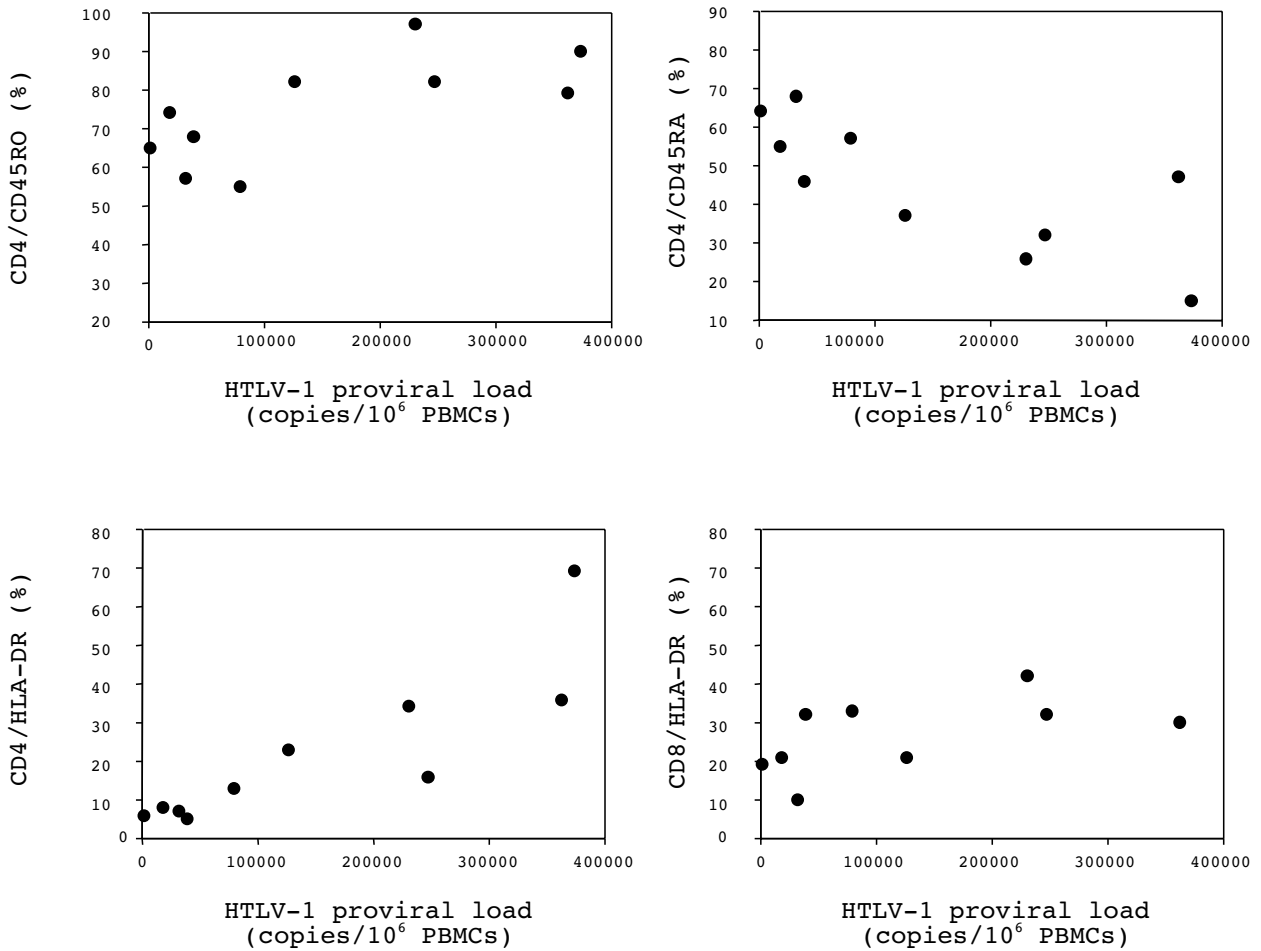 CD4/CD45RO (%)
100
90
80
70
60
50
40
30
20
0 100000 200000 300000 400000
HTLV-1 proviral load
(copies/10⁶ PBMCs)
CD4/CD45RA (%)
90
80
70
60
50
40
30
20
10
0 100000 200000 300000 400000
HTLV-1 proviral load
(copies/10⁶ PBMCs)
CD4/HLA-DR (%)
80
70
60
50
40
30
20
10
0
0 100000 200000 300000 400000
HTLV-1 proviral load
(copies/10⁶ PBMCs)
CD8/HLA-DR (%)
80
70
60
50
40
30
20
10
0
0 100000 200000 300000 400000
HTLV-1 proviral load
(copies/10⁶ PBMCs)